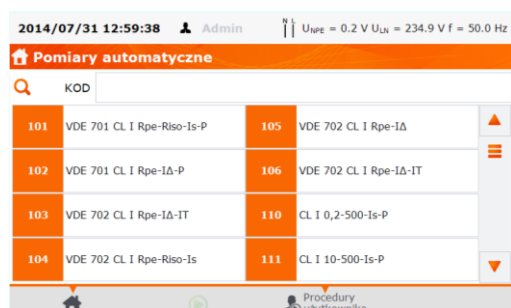 2014/07/31 12:59:38 Admin N L UNPE = 0.2 V ULN = 234.9 V f = 50.0 Hz
Pomiary automatyczne
KOD
101 VDE 701 CL I Rpe-Riso-Is-P 105 VDE 702 CL I Rpe-IΔ
102 VDE 701 CL I Rpe-IΔ-P 106 VDE 702 CL I Rpe-IΔ-IT
103 VDE 702 CL I Rpe-IΔ-IT 110 CL I 0,2-500-Is-P
104 VDE 702 CL I Rpe-Riso-Is 111 CL I 10-500-Is-P
Procedury
użytkownika